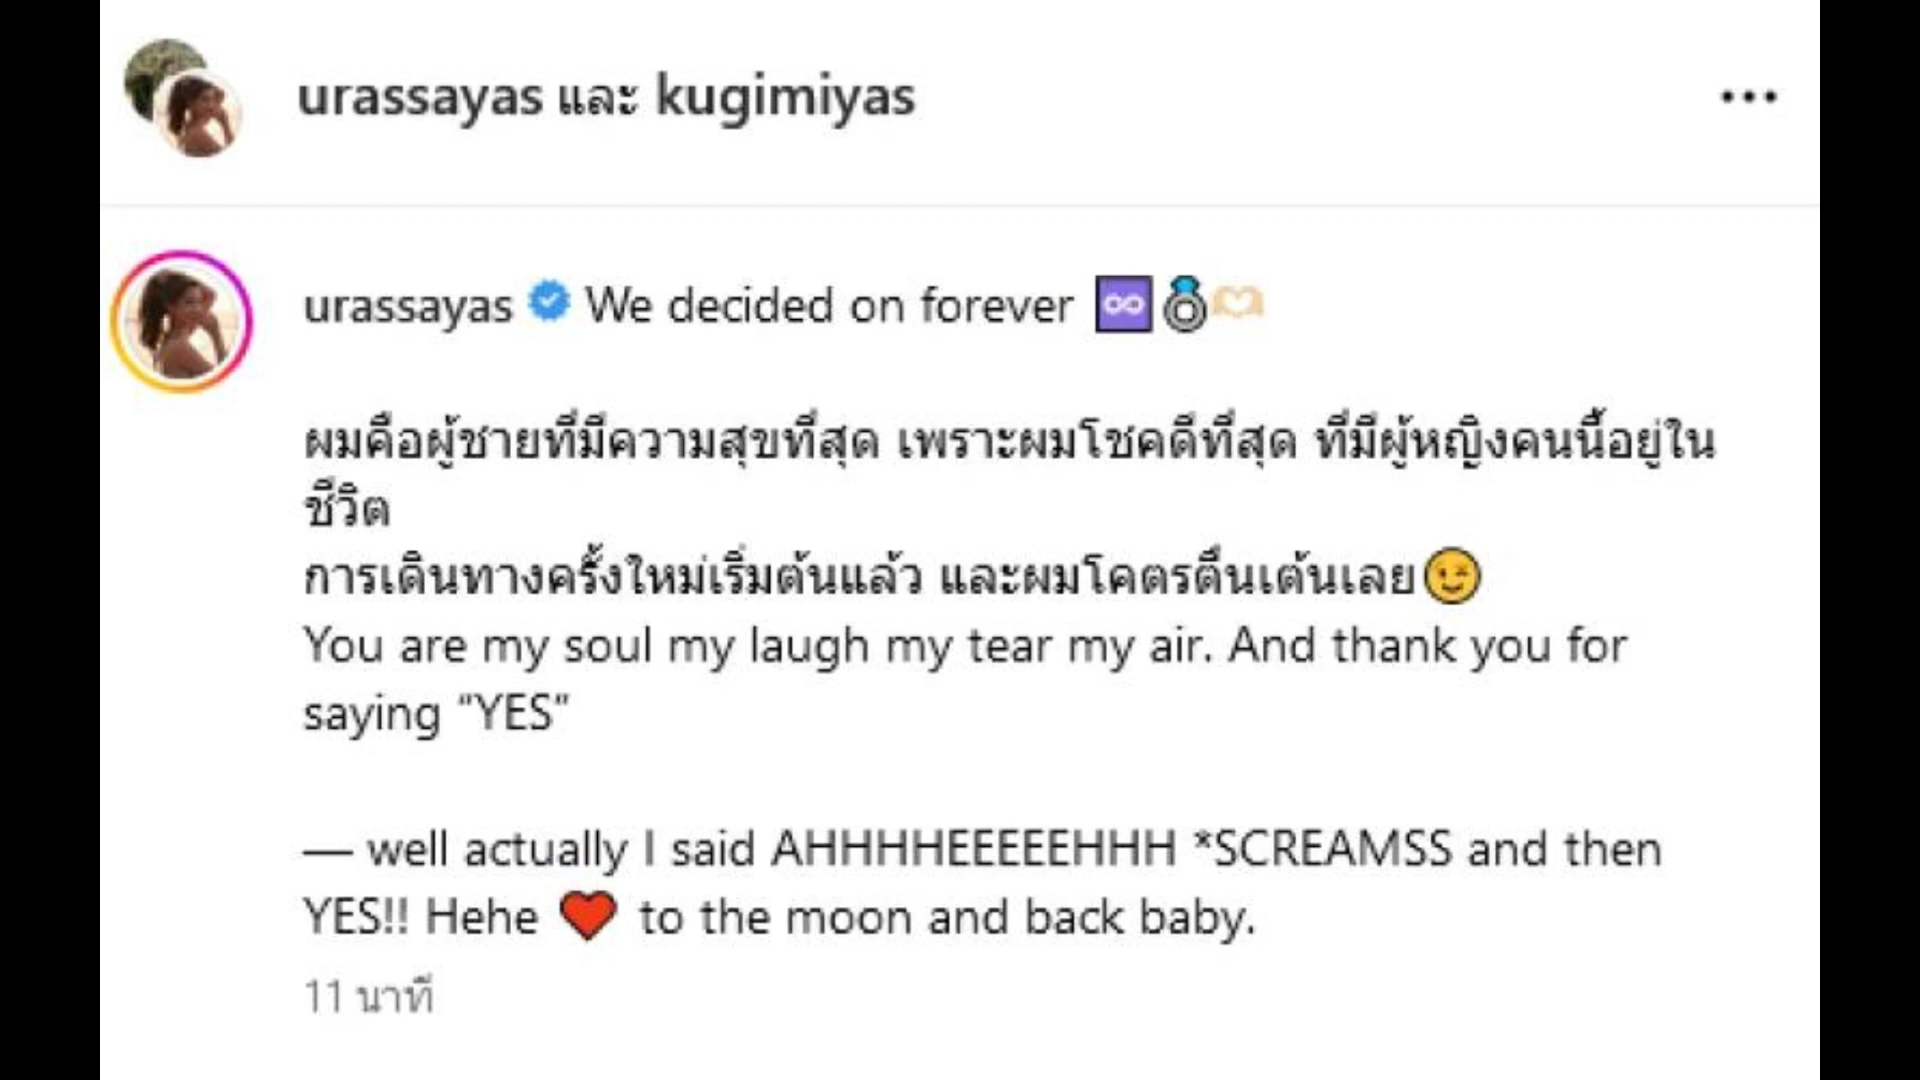 urassayas และ kugimiyas
urassayas We decided on forever ♾️💍🫶🏻
ผมคือผู้ชายที่มีความสุขที่สุด เพราะผมโชคดีที่สุด ที่มีผู้หญิงคนนี้อยู่ใน
ชีวิต
การเดินทางครั้งใหม่เริ่มต้นแล้ว และผมโคตรตื่นเต้นเลย😉
You are my soul my laugh my tear my air. And thank you for
saying “YES”
— well actually I said AHHHHEEEEEHHH *SCREAMSS and then
YES!! Hehe ❤️ to the moon and back baby.
11 นาที